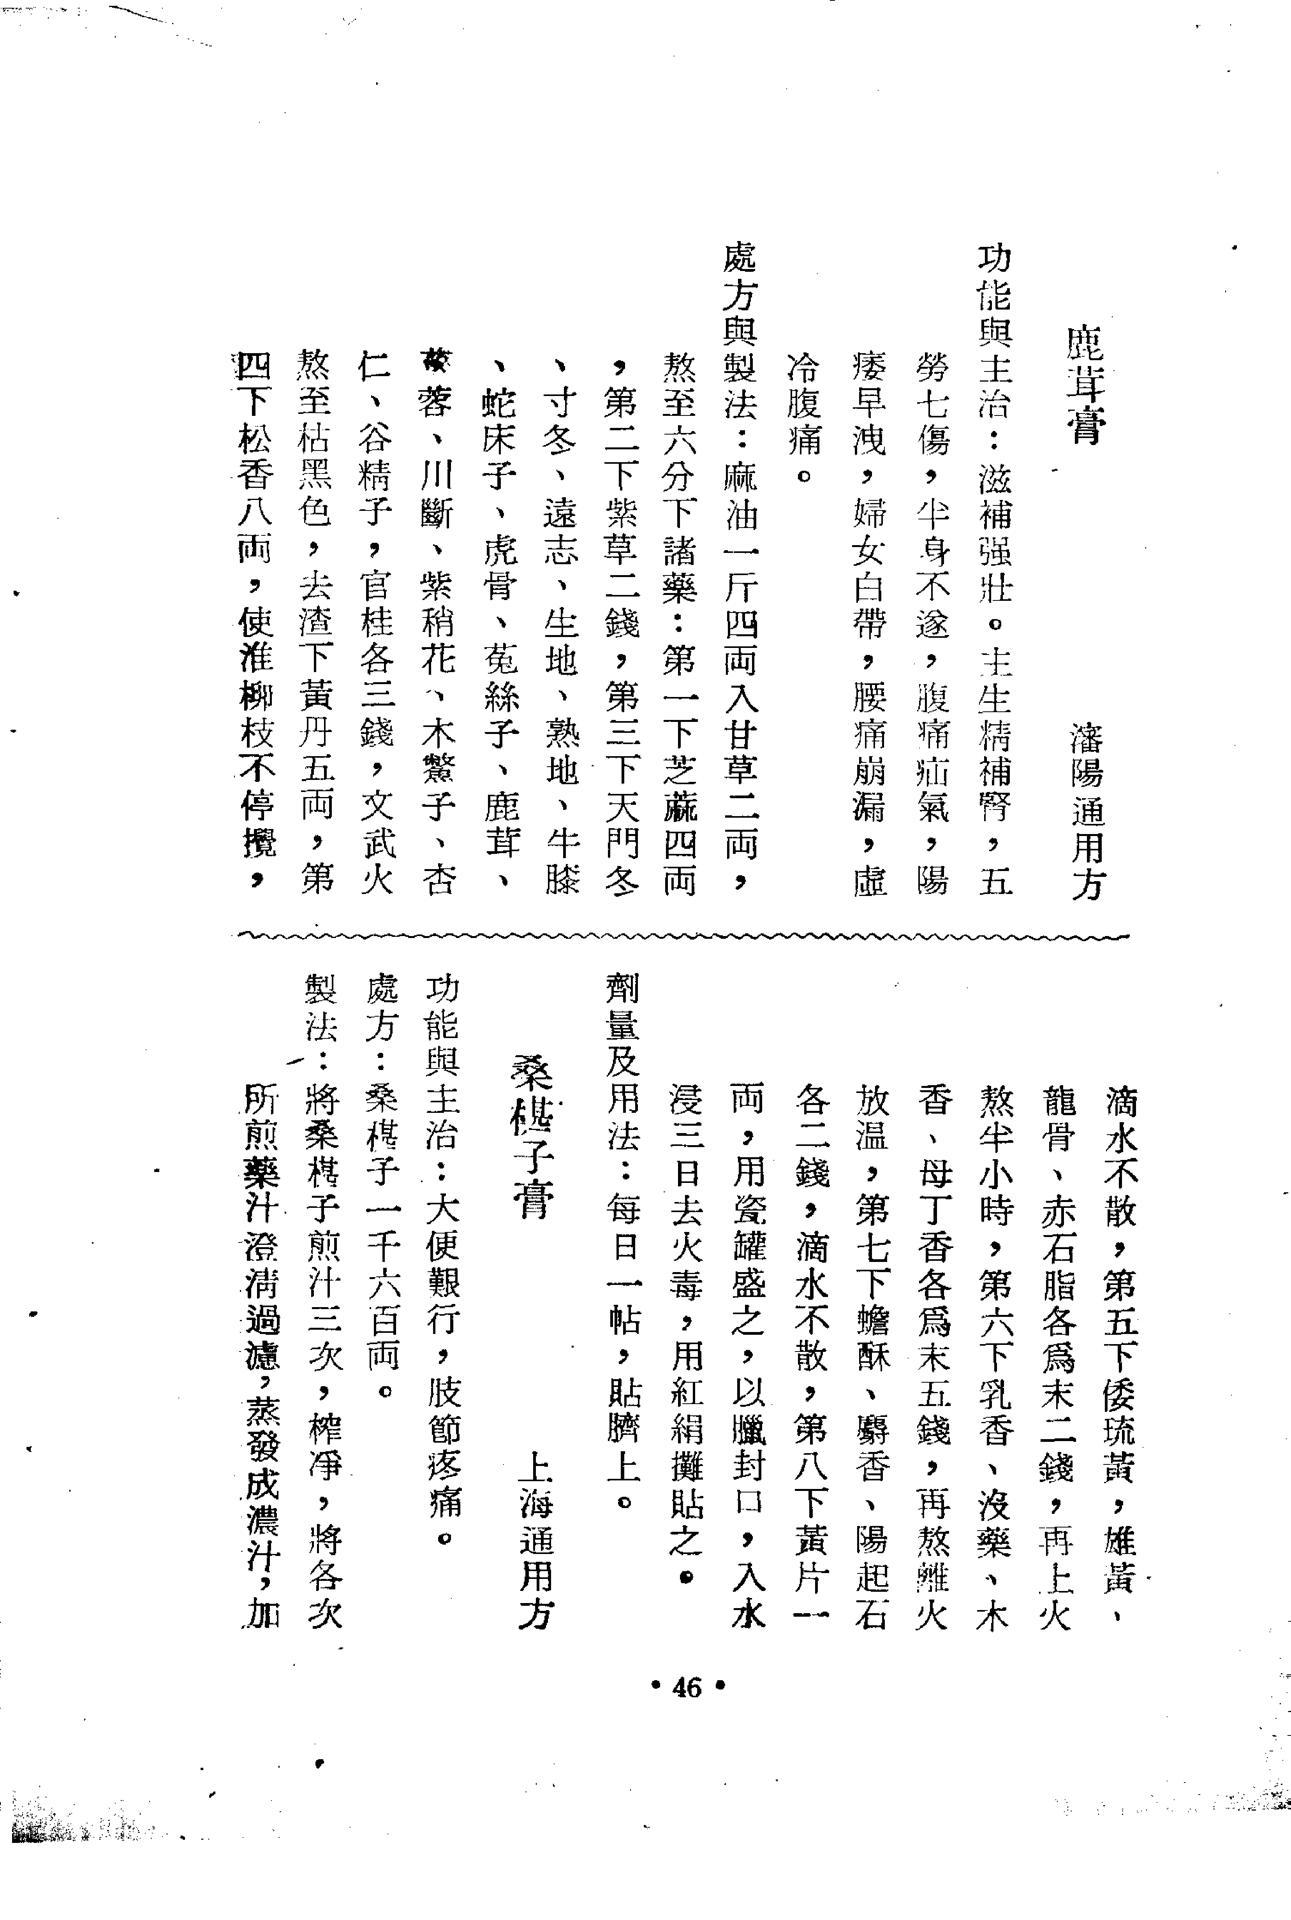 鹿茸膏　　瀋陽通用方
功能與主治：滋補强壯。主生精補腎，五
勞七傷，半身不遂，腹痛疝氣，陽
痿早洩，婦女白帶，腰痛崩漏，虛
冷腹痛。
處方與製法：麻油一斤四両入甘草二両，
熬至六分下諸藥：第一下芝蔴四両
，第二下紫草二錢，第三下天門冬
、寸冬、遠志、生地、熟地、牛膝
、蛇床子、虎骨、菟絲子、鹿茸、
蓉、川斷、紫稍花、木鱉子、杏
仁、谷精子，官桂各三錢，文武火
熬至枯黑色，去渣下黃丹五両，第
四下松香八両，使淮柳枝不停攪，
滴水不散，第五下倭琉黃，雄黃、
龍骨、赤石脂各爲末二錢，再上火
熬半小時，第六下乳香、沒藥、木
香、母丁香各爲末五錢，再熬離火
放温，第七下蟾酥、麝香、陽起石
各二錢，滴水不散，第八下黃片一
両，用瓷罐盛之，以臘封口，入水
浸三日去火毒，用紅絹攤貼之。
劑量及用法：每日一帖，貼臍上。
桑椹子膏　　上海通用方
功能與主治：大便艱行，肢節疼痛。
處方：桑椹子一千六百両。
製法：將桑椹子煎汁三次，榨凈，將各次
所煎藥汁澄清過濾，蒸發成濃汁，加
•46•